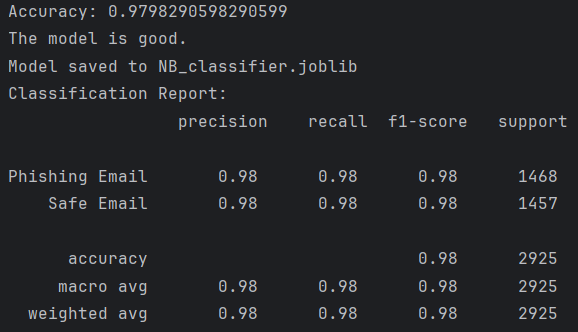 Accuracy: 0.9798290598290599
The model is good.
Model saved to NB_classifier.joblib
Classification Report:
precision recall f1-score support
Phishing Email 0.98 0.98 0.98 1468
Safe Email 0.98 0.98 0.98 1457
accuracy 0.98 2925
macro avg 0.98 0.98 0.98 2925
weighted avg 0.98 0.98 0.98 2925